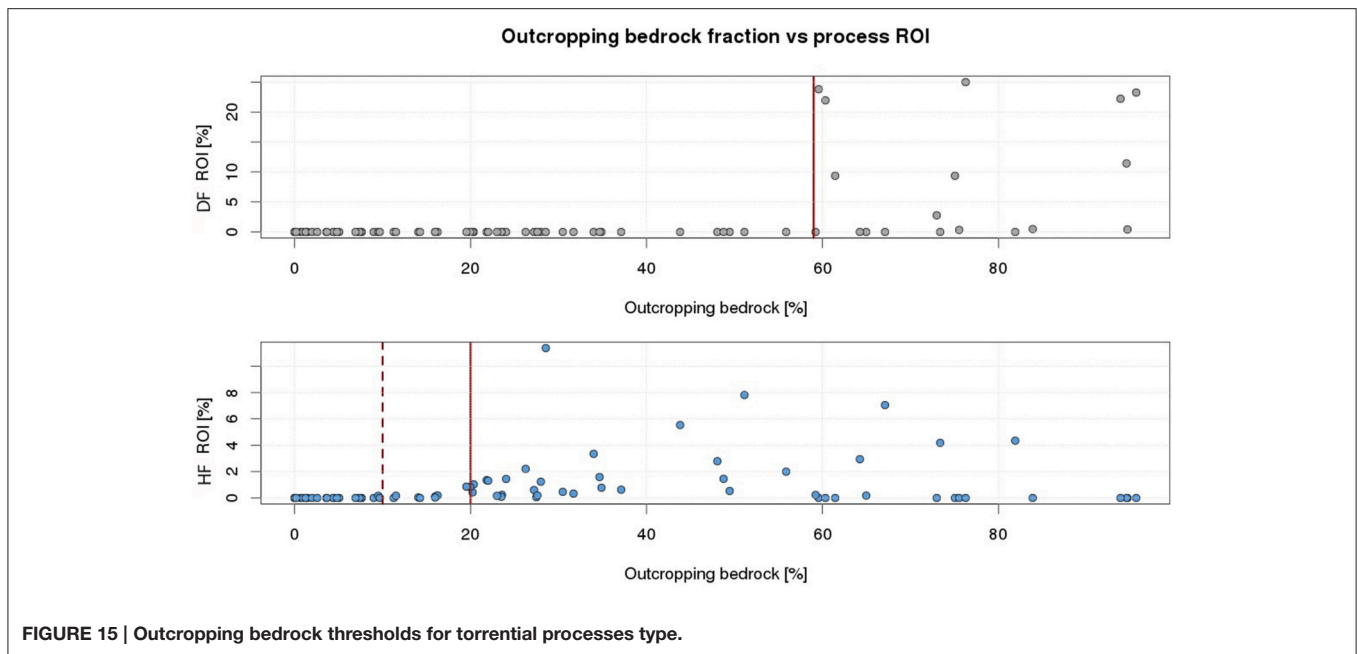 Outcropping bedrock fraction vs process ROI
DF ROI [%]
20
10
5
0
0 20 40 60 80
Outcropping bedrock [%]
HF ROI [%]
8
6
4
2
0
0 20 40 60 80
Outcropping bedrock [%]
FIGURE 15 | Outcropping bedrock thresholds for torrential processes type.